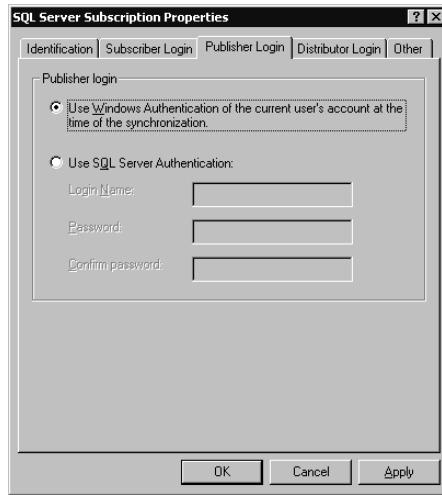 SQL Server Subscription Properties
Identification
Subscriber Login
Publisher Login
Distributor Login
Other
Publisher login
Use Windows Authentication of the current user's account at the
time of the synchronization.
Use SQL Server Authentication:
Login Name:
Password:
Confirm password:
OK
Cancel
Apply